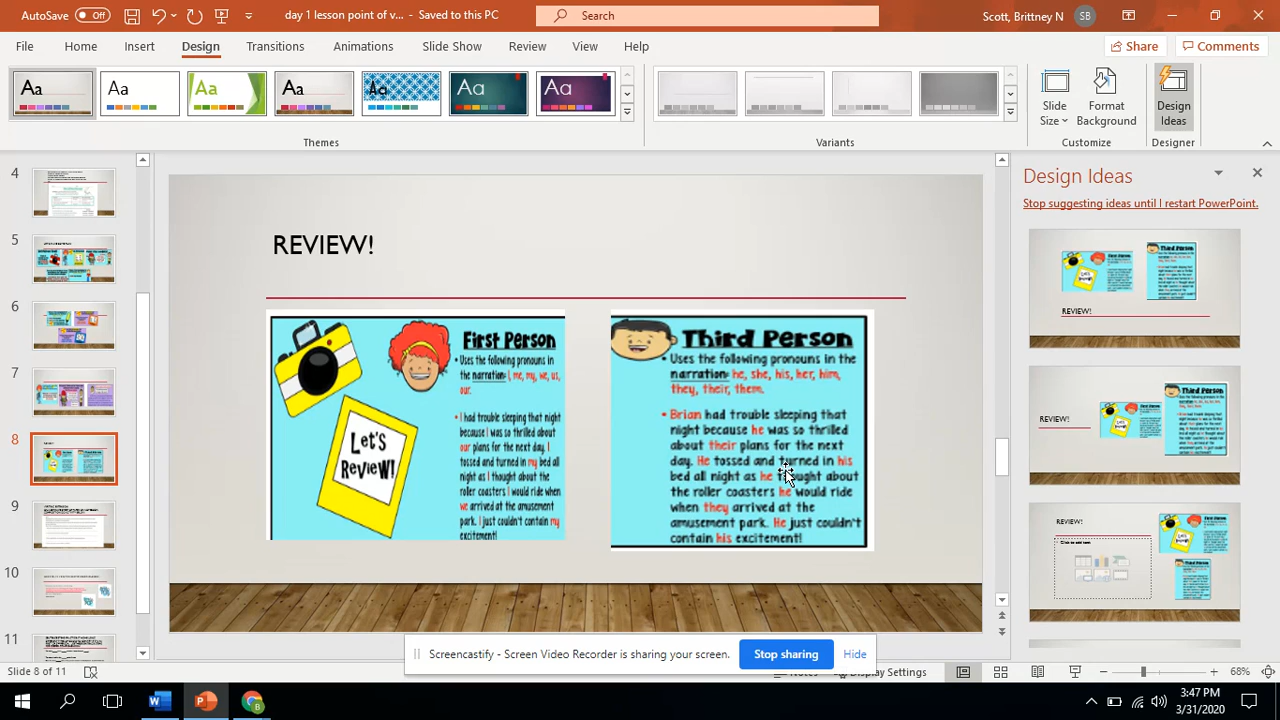 AutoSave Off day 1 lesson point of v... - Saved to this PC Search Scott, Brittney N SB
File Home Insert Design Transitions Animations Slide Show Review View Help Share Comments
Aa Aa Aa Aa Aa Aa Aa
Slide Size Format Background Design Ideas
Themes Variants Customize Designer
4
5
6
7
8
9
10
11
REVIEW!
First Person
• Uses the following pronouns in
the narration: I, me, my, we, us,
our.
• I had trouble sleeping that night
because I was so thrilled about
our plans for the next day. I
tossed and turned in my bed all
night as I thought about the
roller coasters I would ride when
we arrived at the amusement
park. I just couldn't contain my
excitement!
Let's
Review!
Third Person
• Uses the following pronouns in the
narration: he, she, his, her, him,
they, their, them.
• Brian had trouble sleeping that
night because he was so thrilled
about their plans for the next
day. He tossed and turned in his
bed all night as he thought about
the roller coasters he would ride
when they arrived at the
amusement park. He just couldn't
contain his excitement!
Design Ideas
Stop suggesting ideas until I restart PowerPoint.
REVIEW!
REVIEW!
REVIEW!
Screencastify - Screen Video Recorder is sharing your screen. Stop sharing Hide
Slide 8 of 11 Notes Display Settings 68%
3:47 PM
3/31/2020